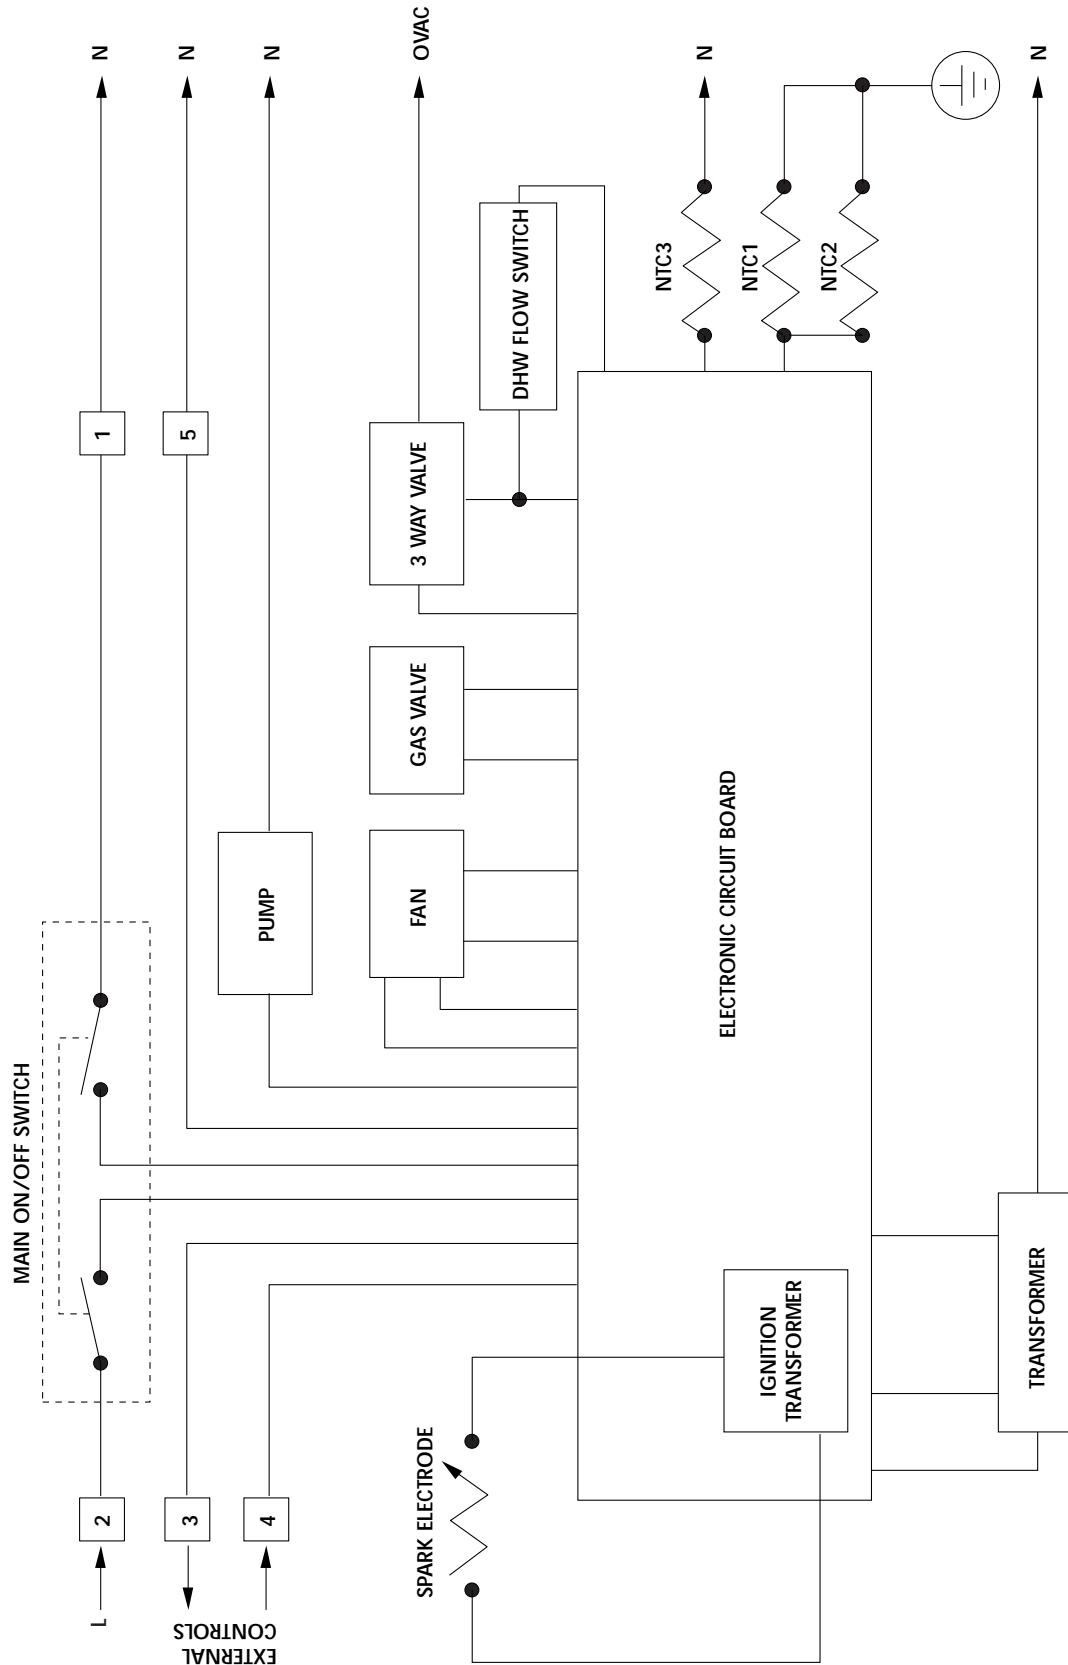 MAIN ON/OFF SWITCH
L
2
1
N
EXTERNAL
CONTROLS
3
5
N
4
PUMP
N
SPARK ELECTRODE
FAN
GAS VALVE
3 WAY VALVE
OVAC
DHW FLOW SWITCH
IGNITION
TRANSFORMER
ELECTRONIC CIRCUIT BOARD
NTC3
N
NTC1
NTC2
TRANSFORMER
N